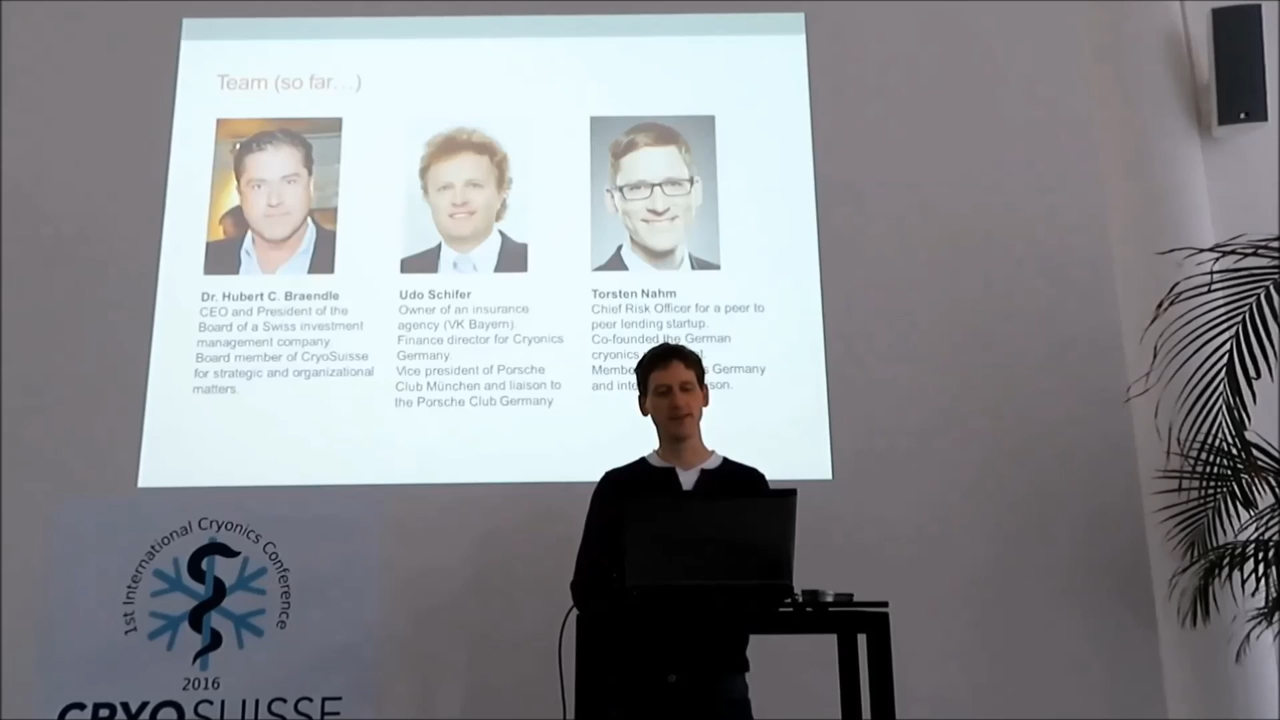 Team (so far...)
Dr. Hubert C. Braendle
CEO and President of the
Board of a Swiss investment
management company
Board member of CryoSuisse
for strategic and organizational
matters.
Udo Schifer
Owner of an insurance
agency (VK Bayern)
Finance director for Cryonics
Germany.
Vice president of Porsche
Club München and liaison to
the Porsche Club Germany
Torsten Nahm
Chief Risk Officer for a peer to
peer lending startup.
Co-founded the German
cryonics
Germany
and
1st International Cryonics Conference
2016
CRYOSUISSE